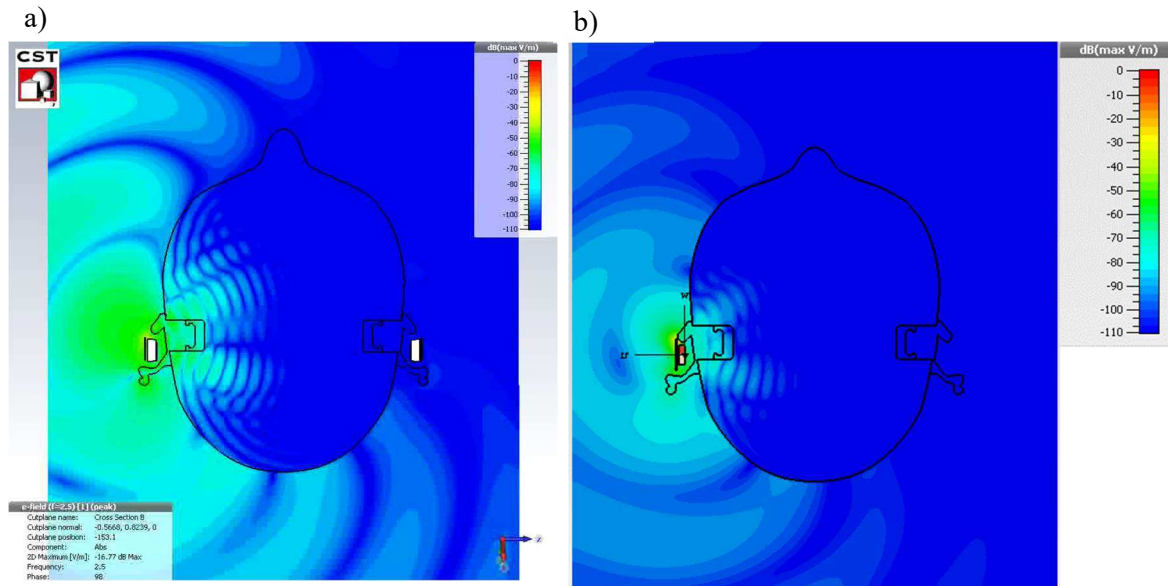 a)
b)
CST
dB(max V/m)
0
-10
-20
-30
-40
-50
-60
-70
-80
-90
-100
-110
dB(max V/m)
0
-10
-20
-30
-40
-50
-60
-70
-80
-90
-100
-110
w
e-field (f=2.5) [1] (peak)
Cutplane name: Cross Section B
Cutplane normal: -0.5668, 0.8239, 0
Cutplane position: -153.1
Component: Abs
2D Maximum [V/m]: -16.77 dB Max
Frequency: 2.5
Phase: 98
z